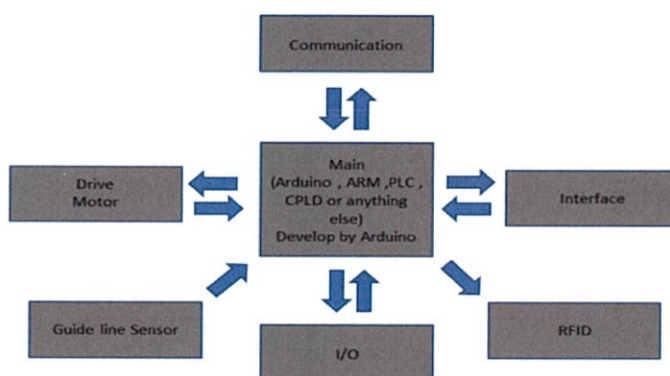 Communication
Drive
Motor
Main
(Arduino , ARM ,PLC ,
CPLD or anything
else)
Develop by Arduino
Interface
Guide line Sensor
I/O
RFID